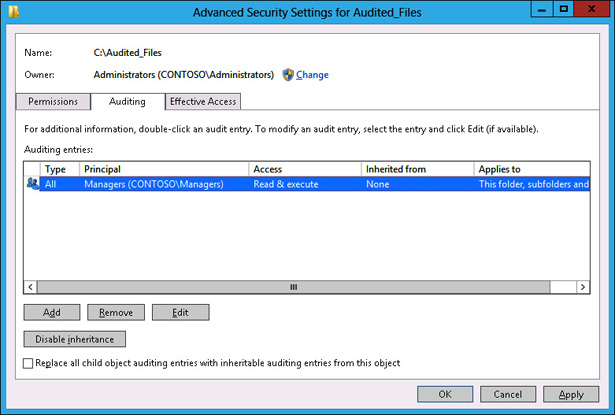 Advanced Security Settings for Audited_Files
Name: C:\Audited_Files
Owner: Administrators (CONTOSO\Administrators) Change
Permissions Auditing Effective Access
For additional information, double-click an audit entry. To modify an audit entry, select the entry and click Edit (if available).
Auditing entries:
Type Principal Access Inherited from Applies to
All Managers (CONTOSO\Managers) Read & execute None This folder, subfolders and
Add Remove Edit
Disable inheritance
Replace all child object auditing entries with inheritable auditing entries from this object
OK Cancel Apply